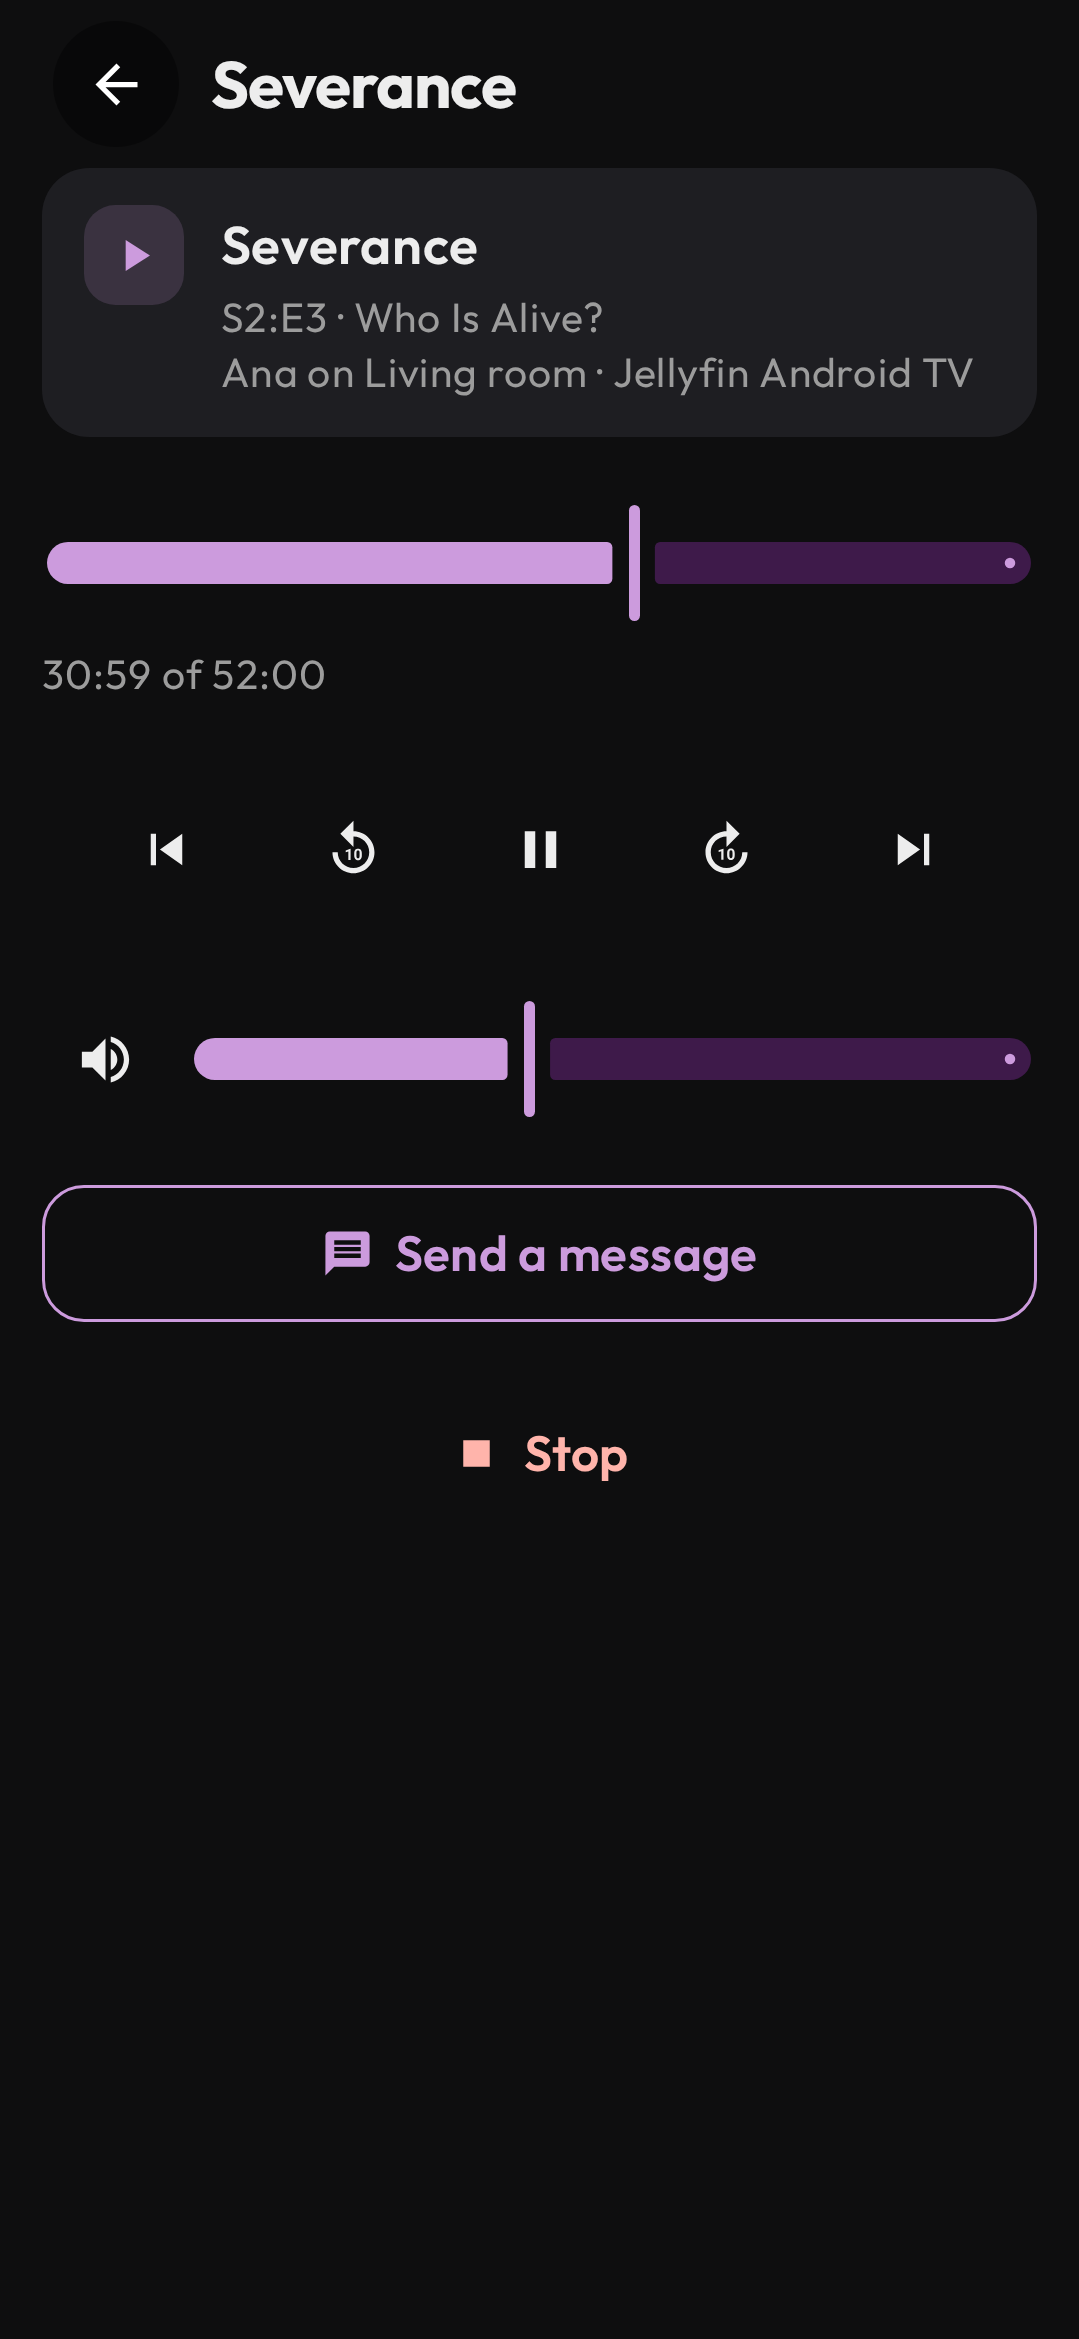 Severance
Severance
S2:E3 · Who Is Alive?
Ana on Living room · Jellyfin Android TV
30:59 of 52:00
10
10
Send a message
Stop